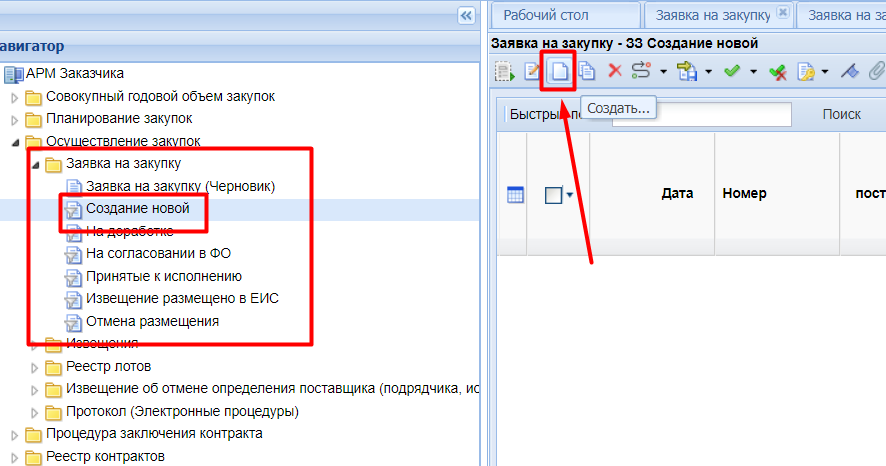 Рабочий стол
Заявка на закупку
Заявка на за
авигатор
Заявка на закупку - ЗЗ Создание новой
АРМ Заказчика
Совокупный годовой объем закупок
Планирование закупок
Осуществление закупок
Заявка на закупку
Заявка на закупку (Черновик)
Создание новой
На доработке
На согласовании в ФО
Принятые к исполнению
Извещение размещено в ЕИС
Отмена размещения
Извещения
Реестр лотов
Извещение об отмене определения поставщика (подрядчика, ис
Протокол (Электронные процедуры)
Процедура заключения контракта
Реестр контрактов
Создать...
Быстрый по
Поиск
Дата
Номер
пост